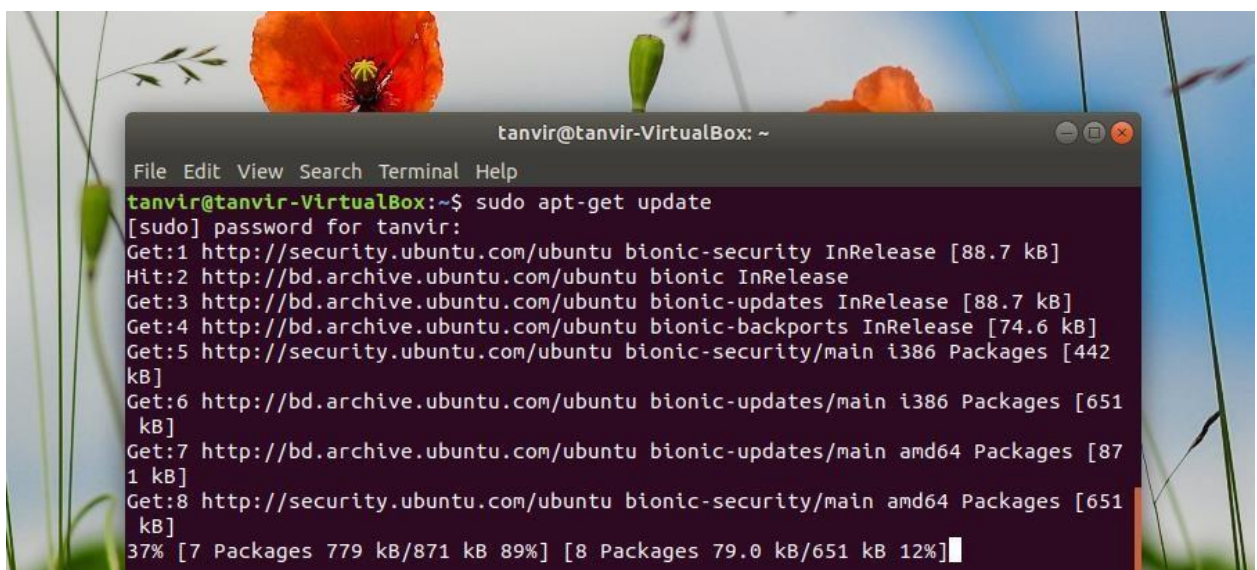 tanvir@tanvir-VirtualBox: ~
File Edit View Search Terminal Help
tanvir@tanvir-VirtualBox:~$ sudo apt-get update
[sudo] password for tanvir:
Get:1 http://security.ubuntu.com/ubuntu bionic-security InRelease [88.7 kB]
Hit:2 http://bd.archive.ubuntu.com/ubuntu bionic InRelease
Get:3 http://bd.archive.ubuntu.com/ubuntu bionic-updates InRelease [88.7 kB]
Get:4 http://bd.archive.ubuntu.com/ubuntu bionic-backports InRelease [74.6 kB]
Get:5 http://security.ubuntu.com/ubuntu bionic-security/main i386 Packages [442
kB]
Get:6 http://bd.archive.ubuntu.com/ubuntu bionic-updates/main i386 Packages [651
 kB]
Get:7 http://bd.archive.ubuntu.com/ubuntu bionic-updates/main amd64 Packages [87
1 kB]
Get:8 http://security.ubuntu.com/ubuntu bionic-security/main amd64 Packages [651
 kB]
37% [7 Packages 779 kB/871 kB 89%] [8 Packages 79.0 kB/651 kB 12%]